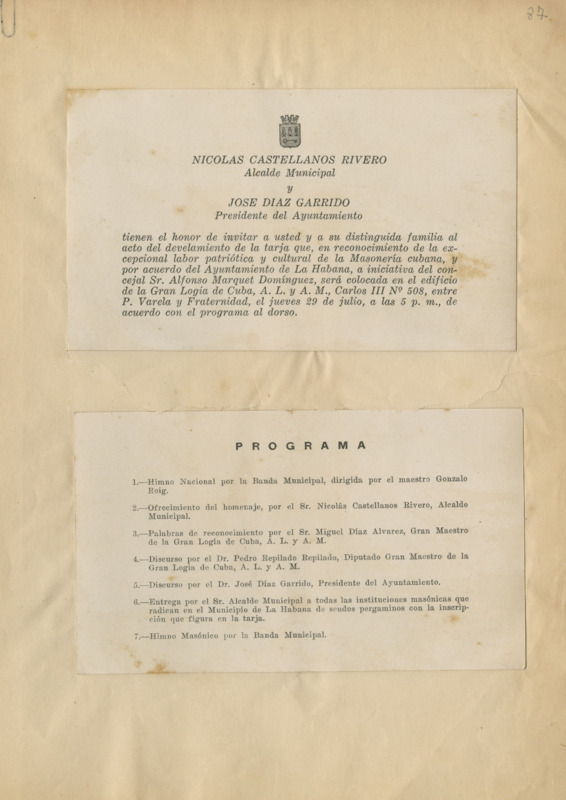 27.
NICOLAS CASTELLANOS RIVERO
Alcalde Municipal
y
JOSE DIAZ GARRIDO
Presidente del Ayuntamiento
tienen el honor de invitar a usted y a su distinguida familia al
acto del develamiento de la tarja que, en reconocimiento de la ex-
cepcional labor patriótica y cultural de la Masonería cubana, y
por acuerdo del Ayuntamiento de La Habana, a iniciativa del con-
cejal Sr. Alfonso Marquet Domínguez, será colocada en el edificio
de la Gran Logia de Cuba, A. L. y A. M., Carlos III Nº 508, entre
P. Varela y Fraternidad, el jueves 29 de julio, a las 5 p. m., de
acuerdo con el programa al dorso.
PROGRAMA
1.—Himno Nacional por la Banda Municipal, dirigida por el maestro Gonzalo
Roig.
2.—Ofrecimiento del homenaje, por el Sr. Nicolás Castellanos Rivero, Alcalde
Municipal.
3.—Palabras de reconocimiento por el Sr. Miguel Díaz Alvarez, Gran Maestro
de la Gran Logia de Cuba, A. L. y A. M.
4.—Discurso por el Dr. Pedro Repilado Repilado, Diputado Gran Maestro de la
Gran Logia de Cuba, A. L. y A. M.
5.—Discurso por el Dr. José Díaz Garrido, Presidente del Ayuntamiento.
6.—Entrega por el Sr. Alcalde Municipal a todas las instituciones masónicas que
radican en el Municipio de La Habana de sendos pergaminos con la inscrip-
ción que figura en la tarja.
7.—Himno Masónico por la Banda Municipal.